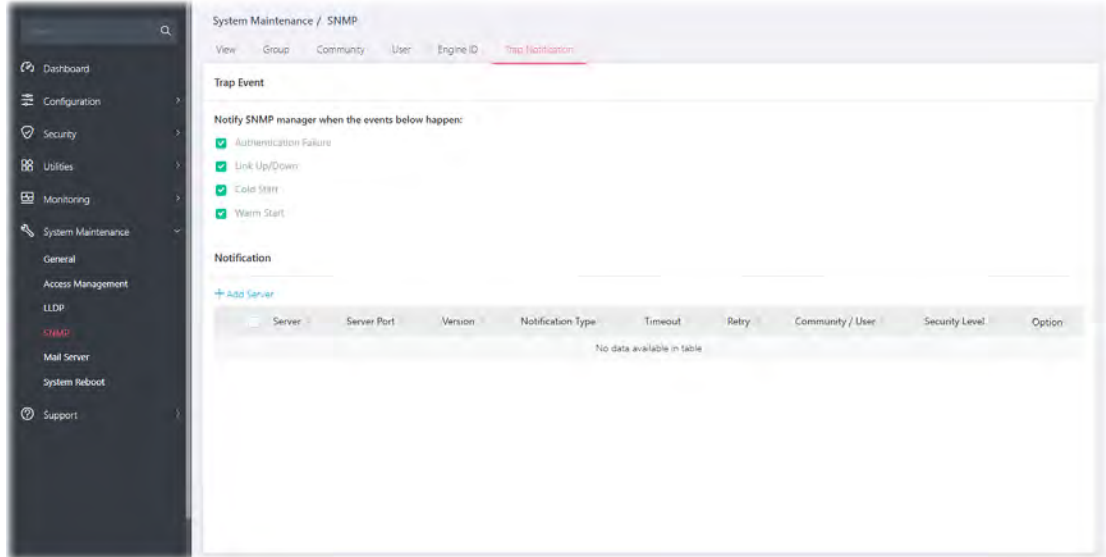 System Maintenance / SNMP
View Group Community User Engine ID Trap Notification
Dashboard
Configuration
Security
Utilities
Monitoring
System Maintenance
General
Access Management
LLDP
SNMP
Mail Server
System Reboot
Support
Trap Event
Notify SNMP manager when the events below happen:
Authentication Failure
Link Up/Down
Cold Start
Warm Start
Notification
+ Add Server
Server Server Port Version Notification Type Timeout Retry Community / User Security Level Option
No data available in table